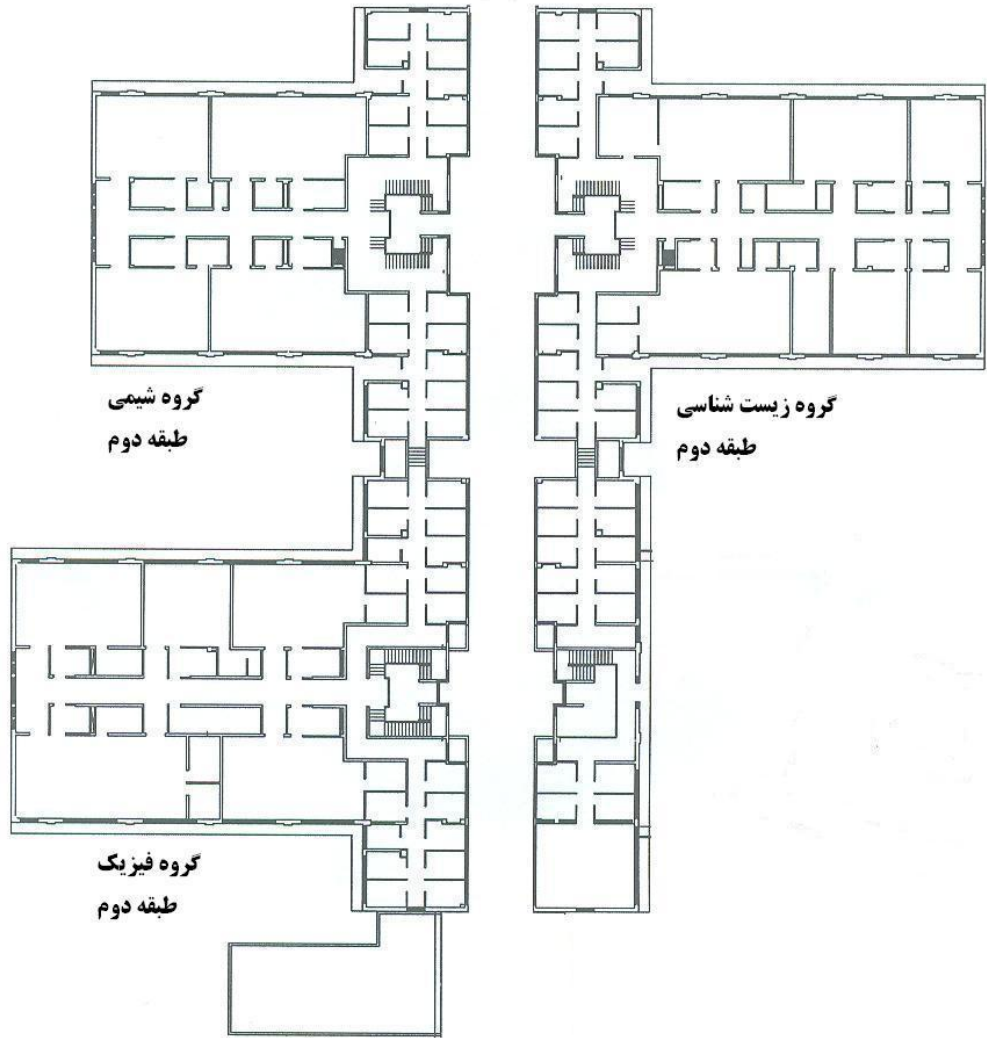 گروه شیمی
طبقه دوم
گروه زیست شناسی
طبقه دوم
گروه فیزیک
طبقه دوم